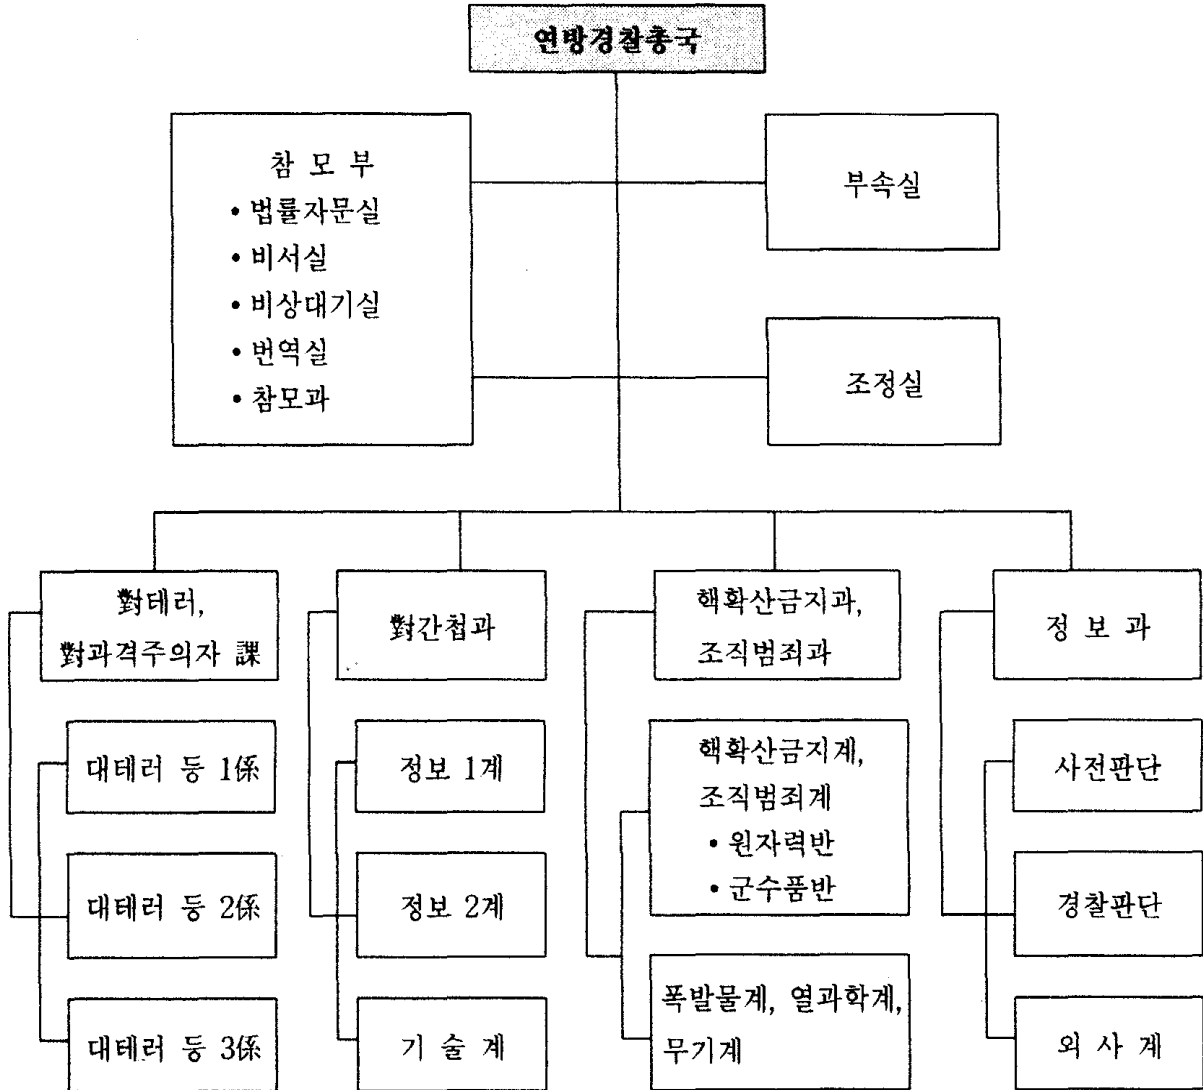 연방경찰총국
참 모 부
• 법률자문실
• 비서실
• 비상대기실
• 번역실
• 참모과
부속실
조정실
對테러,
對과격주의자 課
對간첩과
핵확산금지과,
조직범죄과
정 보 과
대테러 등 1係
정보 1계
핵확산금지계,
조직범죄계
• 원자력반
• 군수품반
사전판단
대테러 등 2係
정보 2계
경찰판단
대테러 등 3係
기 술 계
폭발물계, 열과학계,
무기계
외 사 계